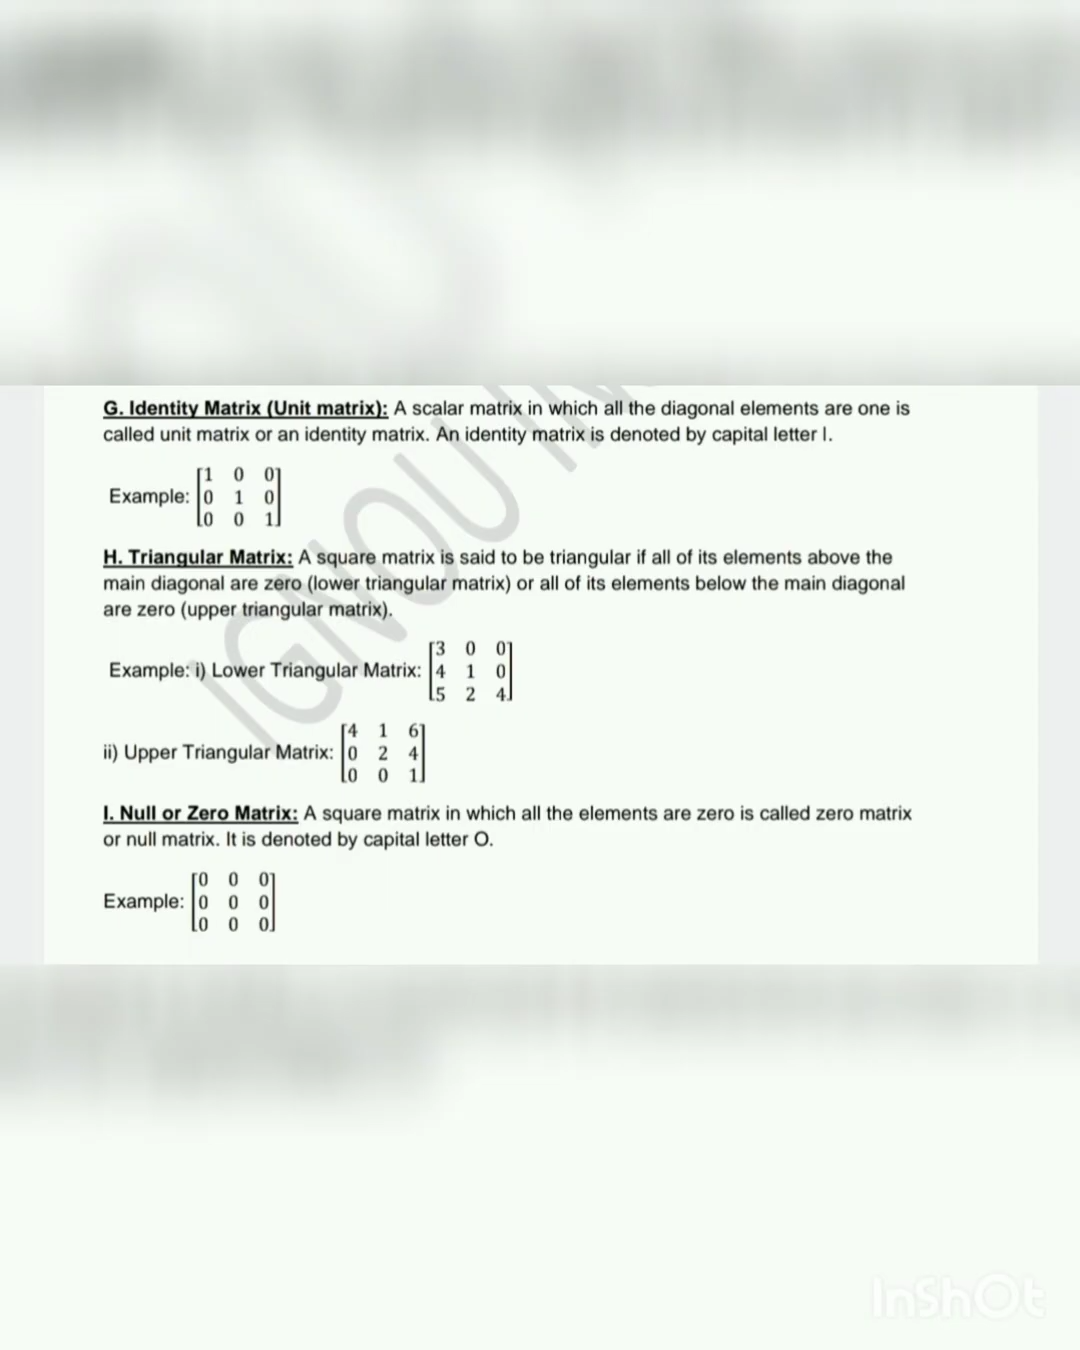 G. Identity Matrix (Unit matrix): A scalar matrix in which all the diagonal elements are one is
called unit matrix or an identity matrix. An identity matrix is denoted by capital letter I.
Example: [1 0 0
0 1 0
0 0 1]
H. Triangular Matrix: A square matrix is said to be triangular if all of its elements above the
main diagonal are zero (lower triangular matrix) or all of its elements below the main diagonal
are zero (upper triangular matrix).
Example: i) Lower Triangular Matrix: [3 0 0
4 1 0
5 2 4]
ii) Upper Triangular Matrix: [4 1 6
0 2 4
0 0 1]
I. Null or Zero Matrix: A square matrix in which all the elements are zero is called zero matrix
or null matrix. It is denoted by capital letter O.
Example: [0 0 0
0 0 0
0 0 0]
IGNOU
InShOt